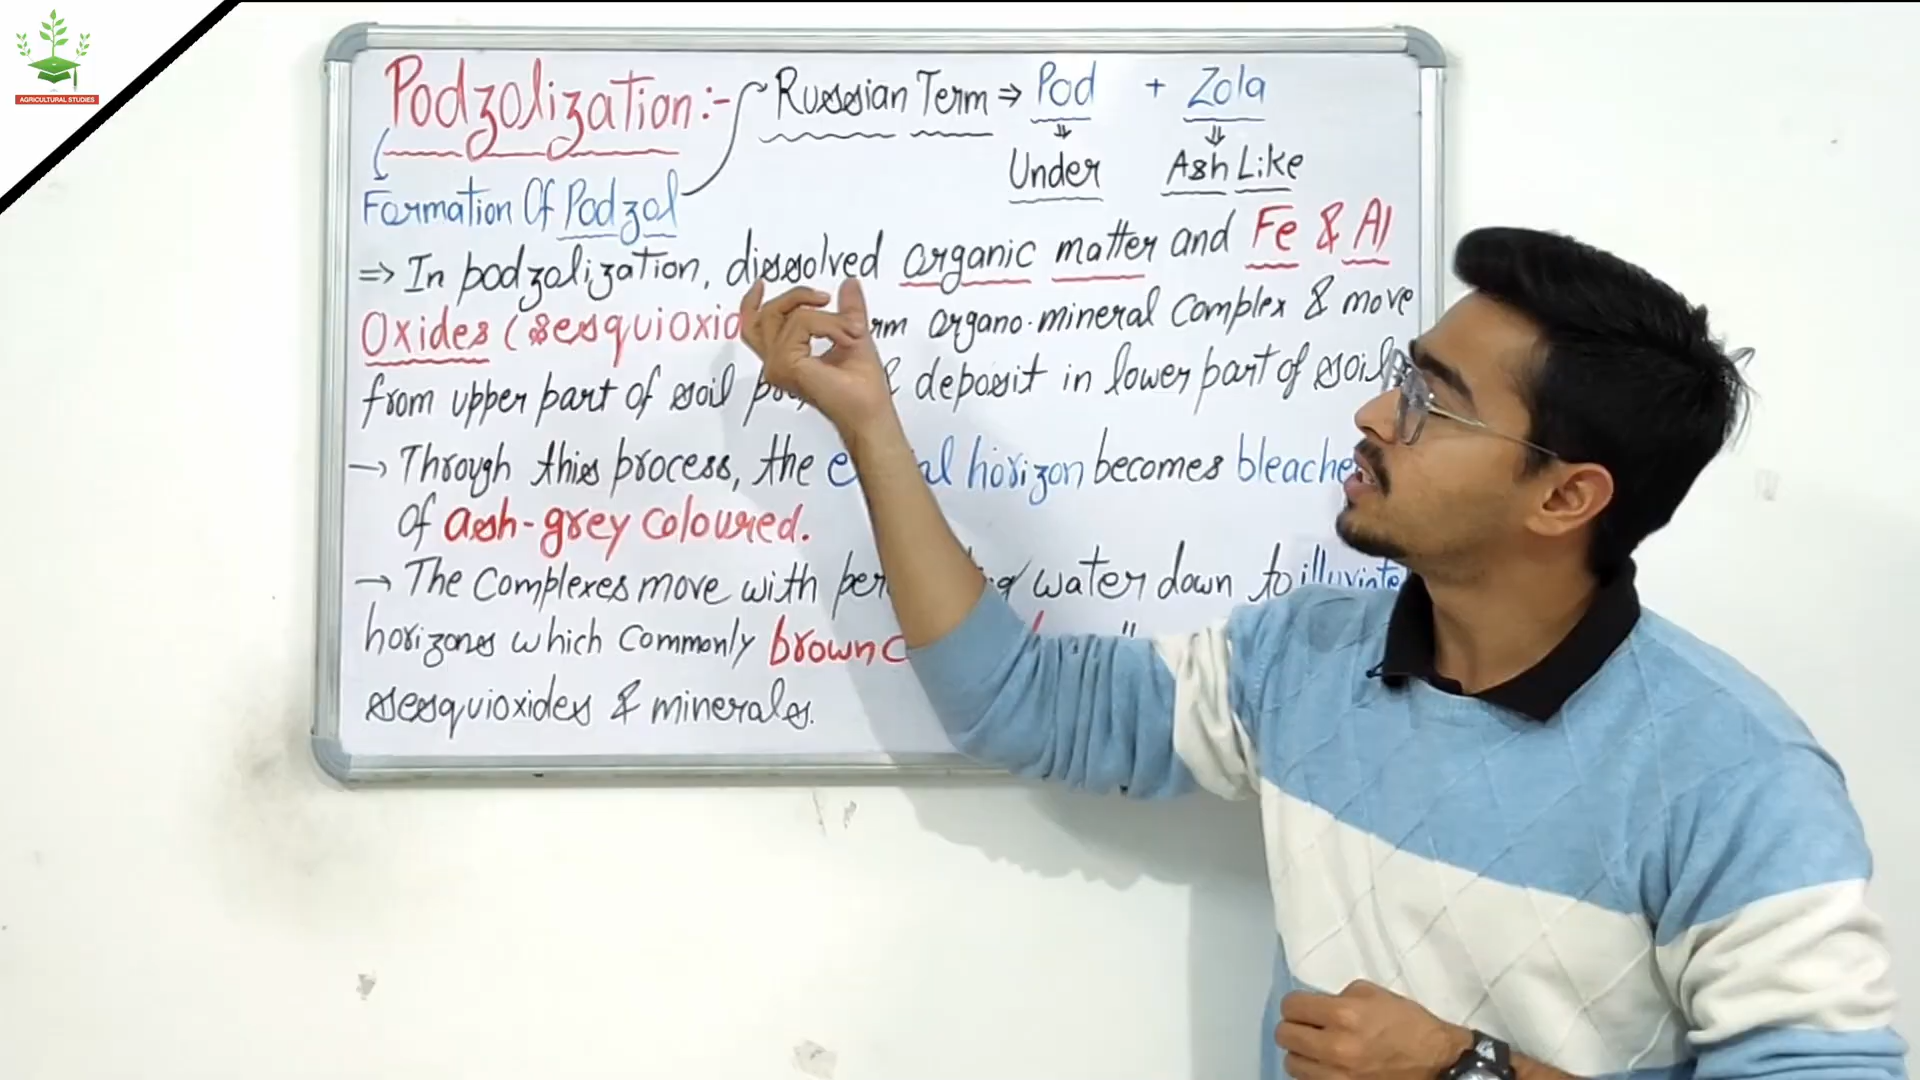 AGRICULTURAL STUDIES
Podzolization:- Russian Term ⇒ Pod + Zola
Under Ash Like
Formation Of Podzol
⇒ In podzolization, dissolved organic matter and Fe & Al
Oxides (sesquioxid organo-mineral complex & move
from upper part of soil deposit in lower part of soil
→ Through this process, the horizon becomes bleache
of ash-grey coloured.
→ The Complexes move with water down to
horizons which commonly brown
sesquioxides & minerals.